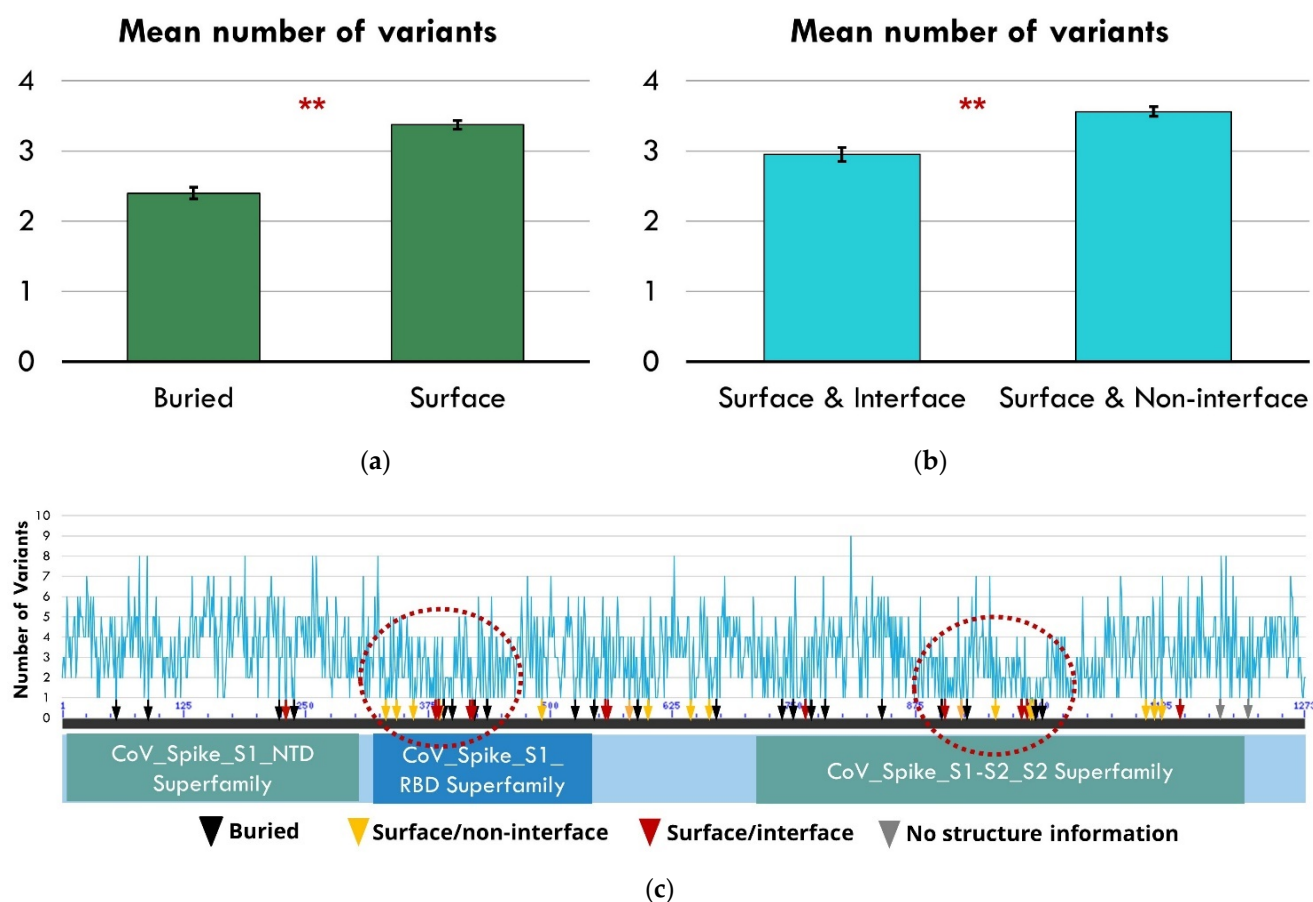 Mean number of variants
4
**
3
2
1
0
Buried
Surface
(a)
Mean number of variants
4
**
3
2
1
0
Surface & Interface
Surface & Non-interface
(b)
Number of Variants
10
9
8
7
6
5
4
3
2
1
0
1
125
250
375
500
625
875
1273
CoV_Spike_S1_NTD
Superfamily
CoV_Spike_S1_
RBD Superfamily
CoV_Spike_S1-S2_S2 Superfamily
Buried
Surface/non-interface
Surface/interface
No structure information
(c)